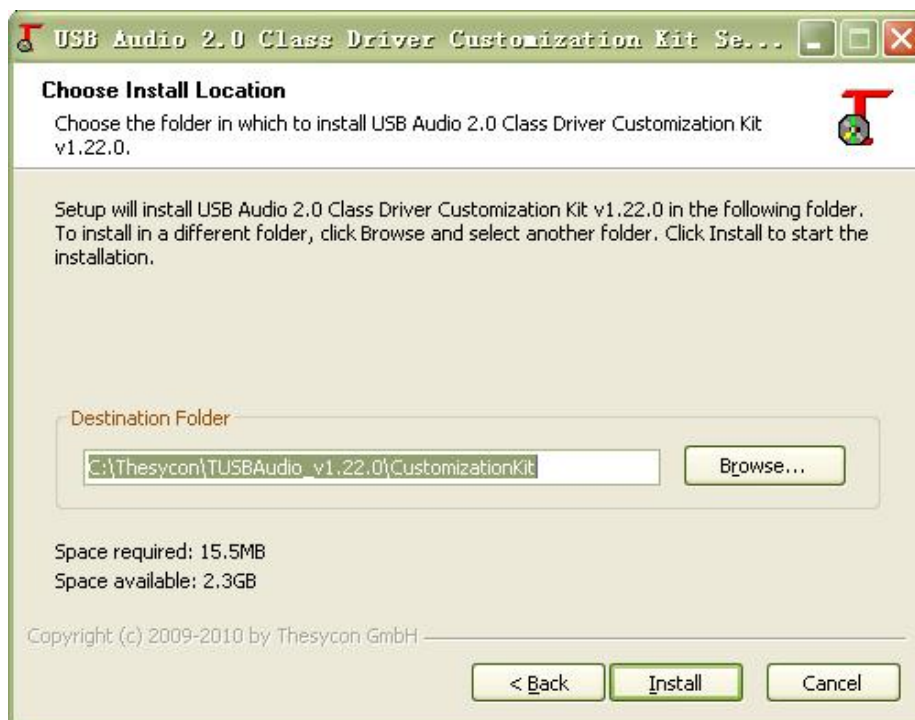 USB Audio 2.0 Class Driver Customization Kit Se...
Choose Install Location
Choose the folder in which to install USB Audio 2.0 Class Driver Customization Kit
v1.22.0.
Setup will install USB Audio 2.0 Class Driver Customization Kit v1.22.0 in the following folder.
To install in a different folder, click Browse and select another folder. Click Install to start the
installation.
Destination Folder
C:\Thesycon\TUSBAudio_v1.22.0\CustomizationKit
Browse...
Space required: 15.5MB
Space available: 2.3GB
Copyright (c) 2009-2010 by Thesycon GmbH
< Back
Install
Cancel